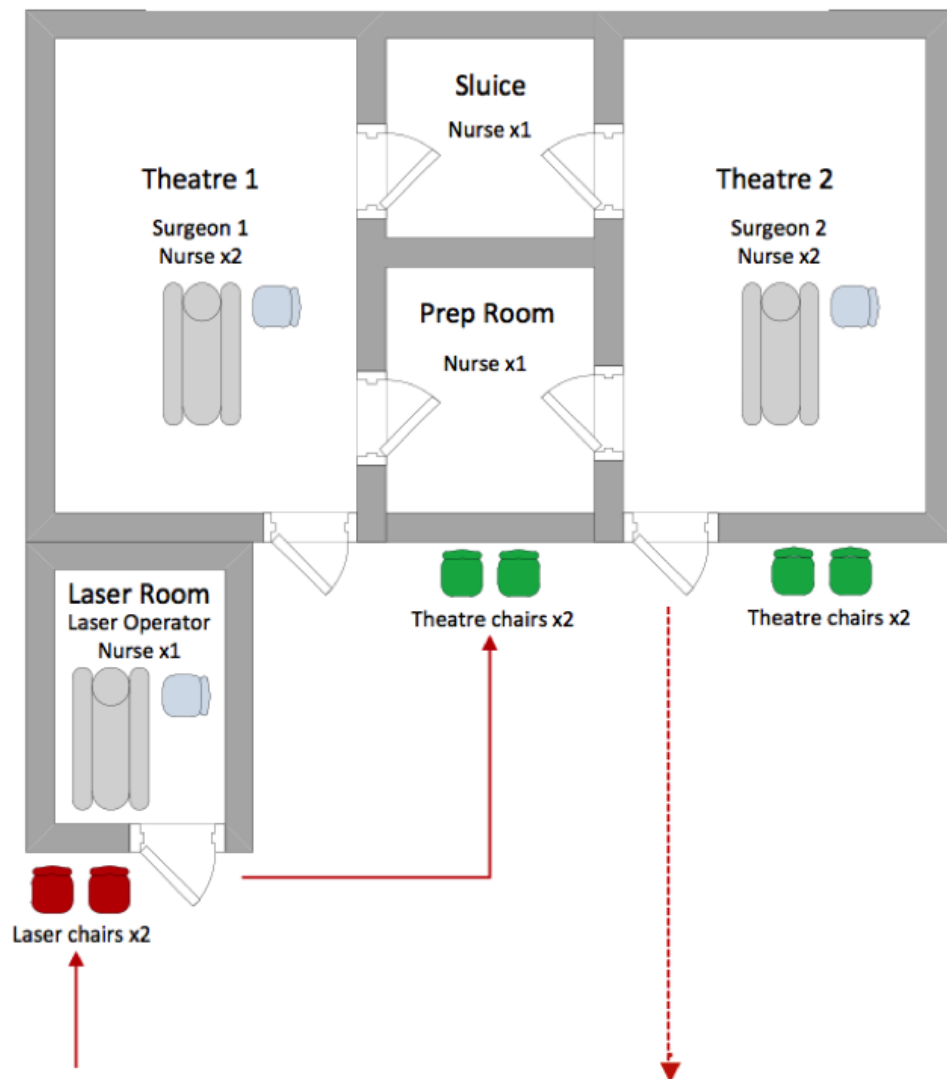 Sluice
Nurse x1
Theatre 1
Surgeon 1
Nurse x2
Theatre 2
Surgeon 2
Nurse x2
Prep Room
Nurse x1
Laser Room
Laser Operator
Nurse x1
Theatre chairs x2
Theatre chairs x2
Laser chairs x2